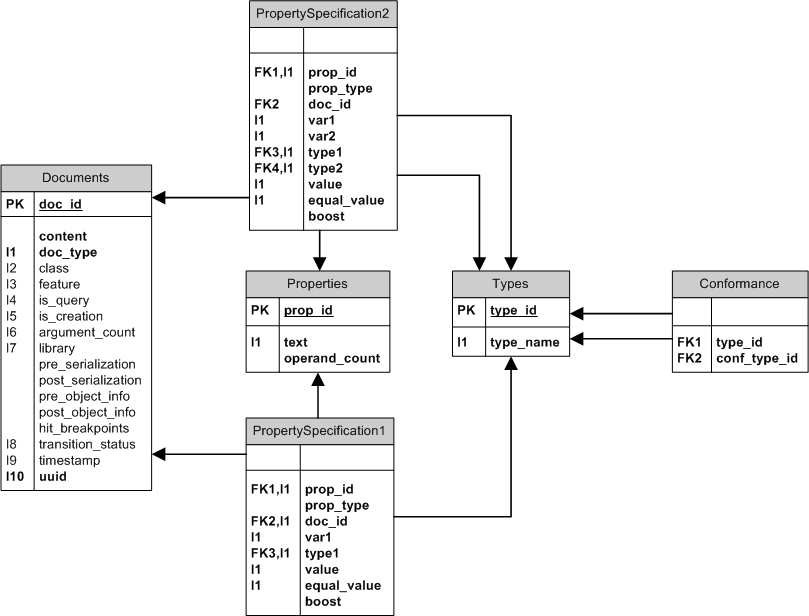 PropertySpecification2
FK1,I1 prop_id
prop_type
FK2 doc_id
I1 var1
I1 var2
FK3,I1 type1
FK4,I1 type2
I1 value
I1 equal_value
boost
Documents
PK doc_id
content
I1 doc_type
I2 class
I3 feature
I4 is_query
I5 is_creation
I6 argument_count
I7 library
pre_serialization
post_serialization
pre_object_info
post_object_info
hit_breakpoints
I8 transition_status
I9 timestamp
I10 uuid
Properties
PK prop_id
I1 text
operand_count
Types
PK type_id
I1 type_name
Conformance
FK1 type_id
FK2 conf_type_id
PropertySpecification1
FK1,I1 prop_id
prop_type
FK2,I1 doc_id
I1 var1
FK3,I1 type1
I1 value
I1 equal_value
boost